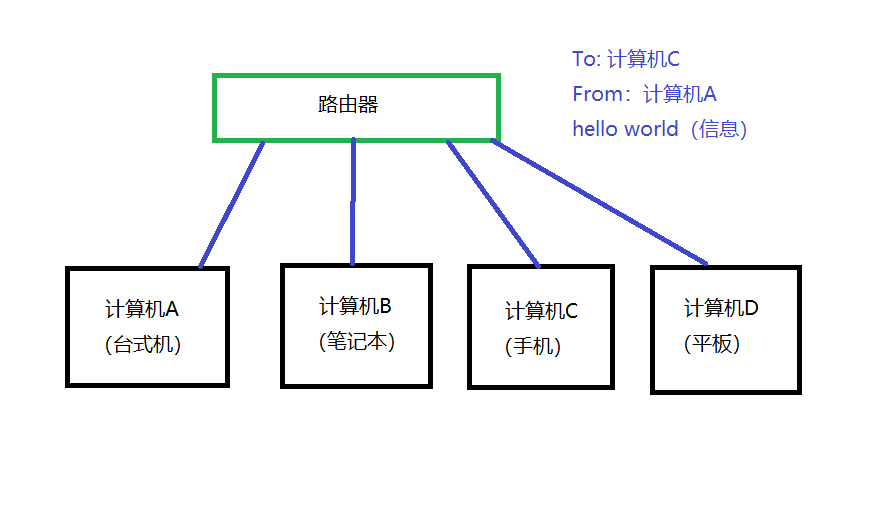 To: 计算机C
From：计算机A
hello world（信息）
路由器
计算机A
（台式机）
计算机B
（笔记本）
计算机C
（手机）
计算机D
（平板）